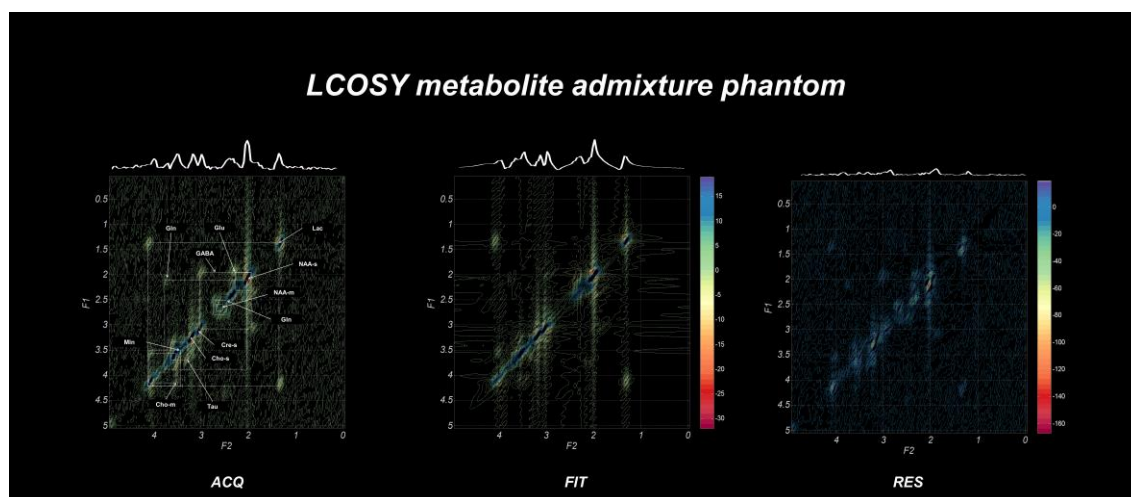 LCOSY metabolite admixture phantom
0.5
1
1.5
2
2.5
3
3.5
4
4.5
5
F1
4
3
2
1
0
F2
Gln
Glu
Lac
GABA
NAA-s
NAA-m
Gln
Cre-s
MIn
Cho-s
Cho-m
Tau
ACQ
0.5
1
1.5
2
2.5
3
3.5
4
4.5
5
F1
4
3
2
1
0
F2
15
10
5
0
-5
-10
-15
-20
-25
-30
FIT
0.5
1
1.5
2
2.5
3
3.5
4
4.5
5
F1
4
3
2
1
0
F2
0
-20
-40
-60
-80
-100
-120
-140
-160
RES